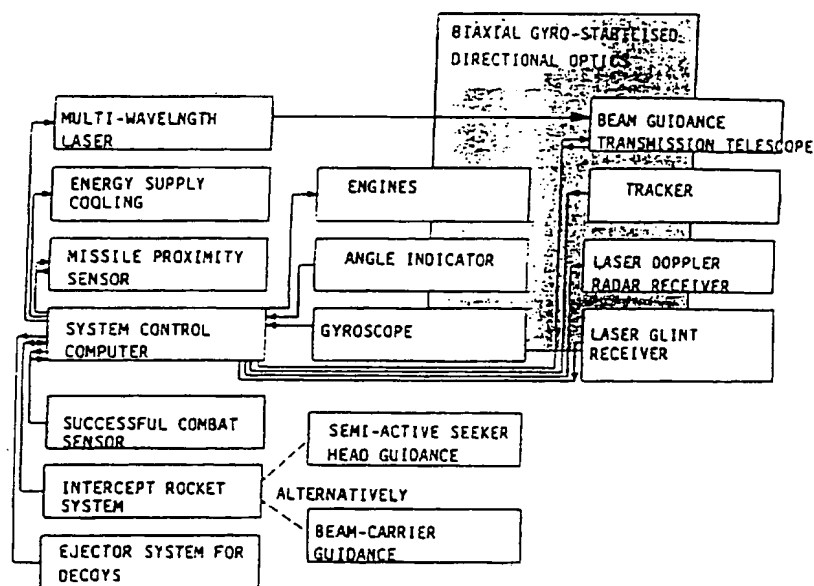 BIAXIAL GYRO-STABILISED
DIRECTIONAL OPTICS
MULTI-WAVELNGTH
LASER
BEAM GUIDANCE
TRANSMISSION TELESCOPE
ENERGY SUPPLY
COOLING
ENGINES
TRACKER
MISSILE PROXIMITY
SENSOR
ANGLE INDICATOR
LASER DOPPLER
RADAR RECEIVER
SYSTEM CONTROL
COMPUTER
GYROSCOPE
LASER GLINT
RECEIVER
SUCCESSFUL COMBAT
SENSOR
SEMI-ACTIVE SEEKER
HEAD GUIDANCE
INTERCEPT ROCKET
SYSTEM
ALTERNATIVELY
BEAM-CARRIER
GUIDANCE
EJECTOR SYSTEM FOR
DECOYS